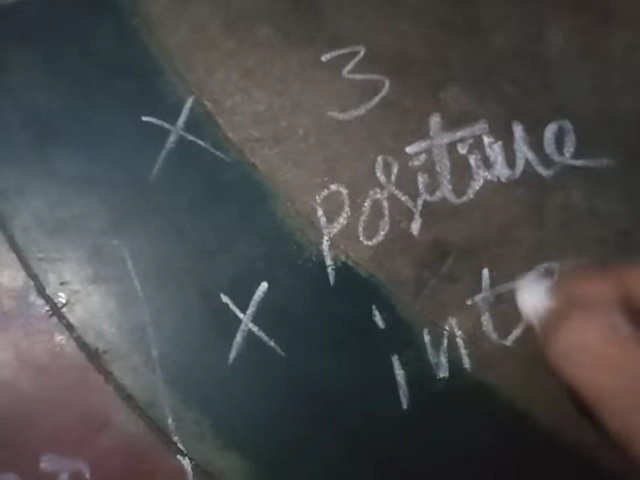 3
x positive
x int